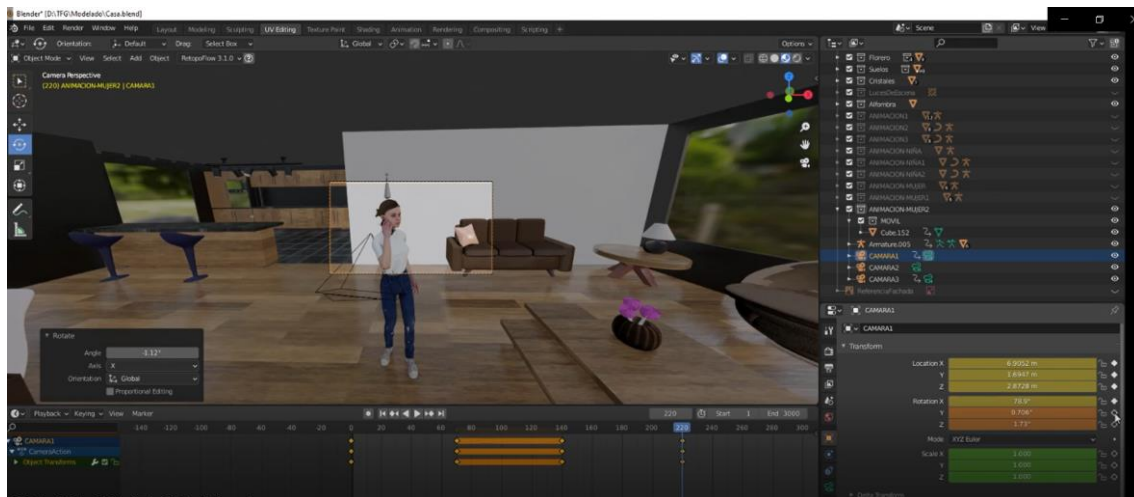 Blender* [D:\TFG\Modelado\Casa.blend]
File Edit Render Window Help Layout Modeling Sculpting UV Editing Texture Paint Shading Animation Rendering Compositing Scripting + Scene View
Orientation Default Drag: Select Box Global Options
Object Mode View Select Add Object RetopoFlow 3.1.0
Camera Perspective
(220) ANIMACION-MUJER2 | CAMARA1
Florero
Suelos
Cristales
LucesDeEscena
Alfombra
ANIMACION1
ANIMACION2
ANIMACION3
ANIMACION-NIÑA
ANIMACION-NIÑA1
ANIMACION-NIÑA2
ANIMACION-MUJER
ANIMACION-MUJER1
ANIMACION-MUJER2
MOVIL
Cube.152
Armature.005
CAMARA1
CAMARA2
CAMARA3
ReferenciaFachada
CAMARA1
CAMARA1
Transform
Location X 6.9052 m
Y 1.6947 m
Z 2.8728 m
Rotation X 78.9°
Y 0.706°
Z 1.73°
Mode XYZ Euler
Scale X 1.000
Y 1.000
Z 1.000
Delta Transform
Rotate
Angle -1.12°
Axis X
Orientation Global
Proportional Editing
Playback Keying View Marker 220 Start 1 End 3000
-140 -120 -100 -80 -60 -40 -20 0 20 40 60 80 100 120 140 160 180 200 220 240 260 280 300
CAMARA1
CamoraAction
Object Transforms